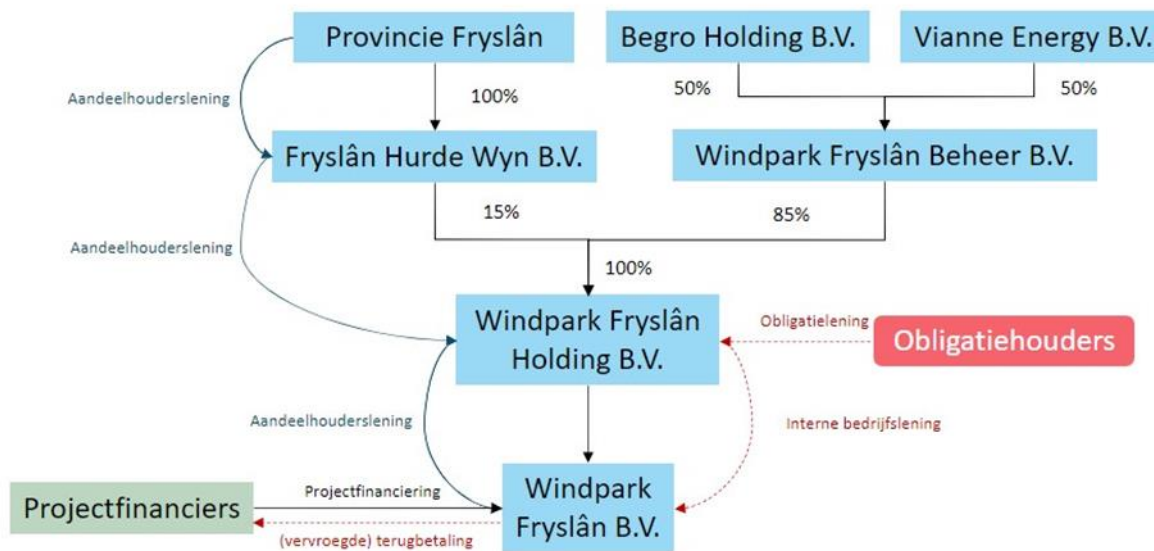 Provincie Fryslân
Begro Holding B.V.
Vianne Energy B.V.
Aandeelhouderslening
100%
50%
50%
Fryslân Hurde Wyn B.V.
Windpark Fryslân Beheer B.V.
15%
85%
Aandeelhouderslening
100%
Windpark Fryslân
Holding B.V.
Obligatielening
Obligatiehouders
Aandeelhouderslening
Interne bedrijfslening
Projectfinanciers
Projectfinanciering
(vervroegde) terugbetaling
Windpark
Fryslân B.V.